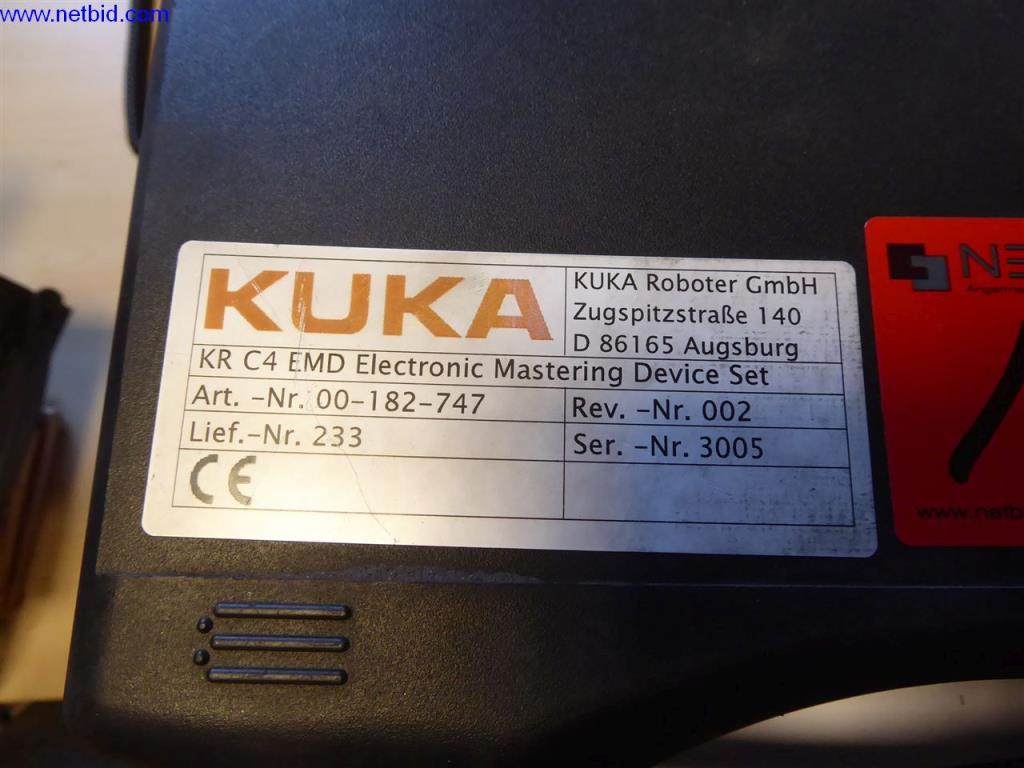 www.netbid.com
KUKA
KUKA Roboter GmbH
Zugspitzstraße 140
D 86165 Augsburg
KR C4 EMD Electronic Mastering Device Set
Art. -Nr. 00-182-747
Rev. -Nr. 002
Lief.-Nr. 233
Ser. -Nr. 3005
CE
NE
www.netb